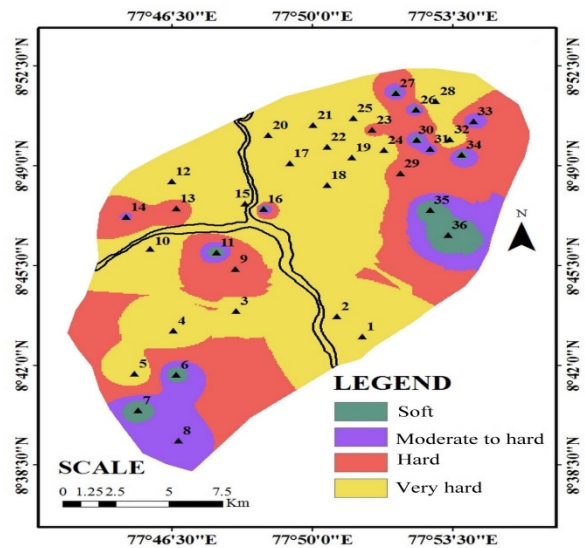 77°46'30"E 77°50'0"E 77°53'30"E
8°52'30"N 8°52'30"N
27
28
26
33
25
21
23
20
30
32
22
31
34
24
19
8°49'0"N 8°49'0"N
17
29
12
18
35
15
16
13
14
36
N
11
10
9
8°45'30"N 8°45'30"N
3
2
4
1
8°42'0"N 8°42'0"N
5
6
7
8
LEGEND
Soft
Moderate to hard
Hard
Very hard
SCALE
0 1.25 2.5 5 7.5
Km
8°38'30"N 8°38'30"N
77°46'30"E 77°50'0"E 77°53'30"E